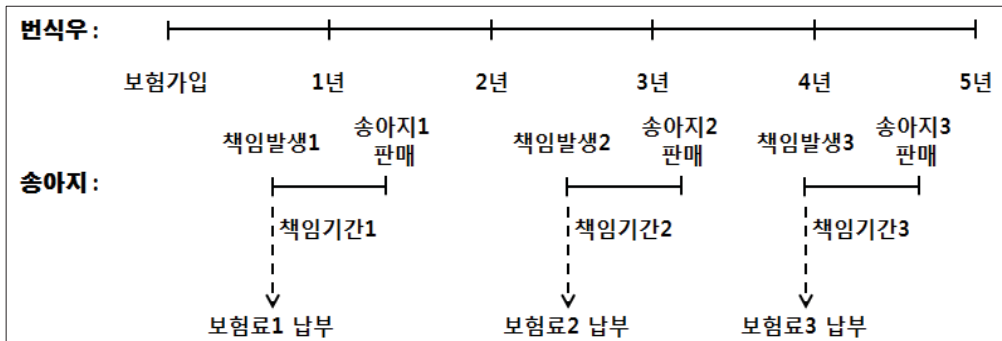 번식우 :
보험가입 1년 2년 3년 4년 5년
책임발생1 송아지1 판매 책임발생2 송아지2 판매 책임발생3 송아지3 판매
송아지 :
책임기간1 책임기간2 책임기간3
보험료1 납부 보험료2 납부 보험료3 납부